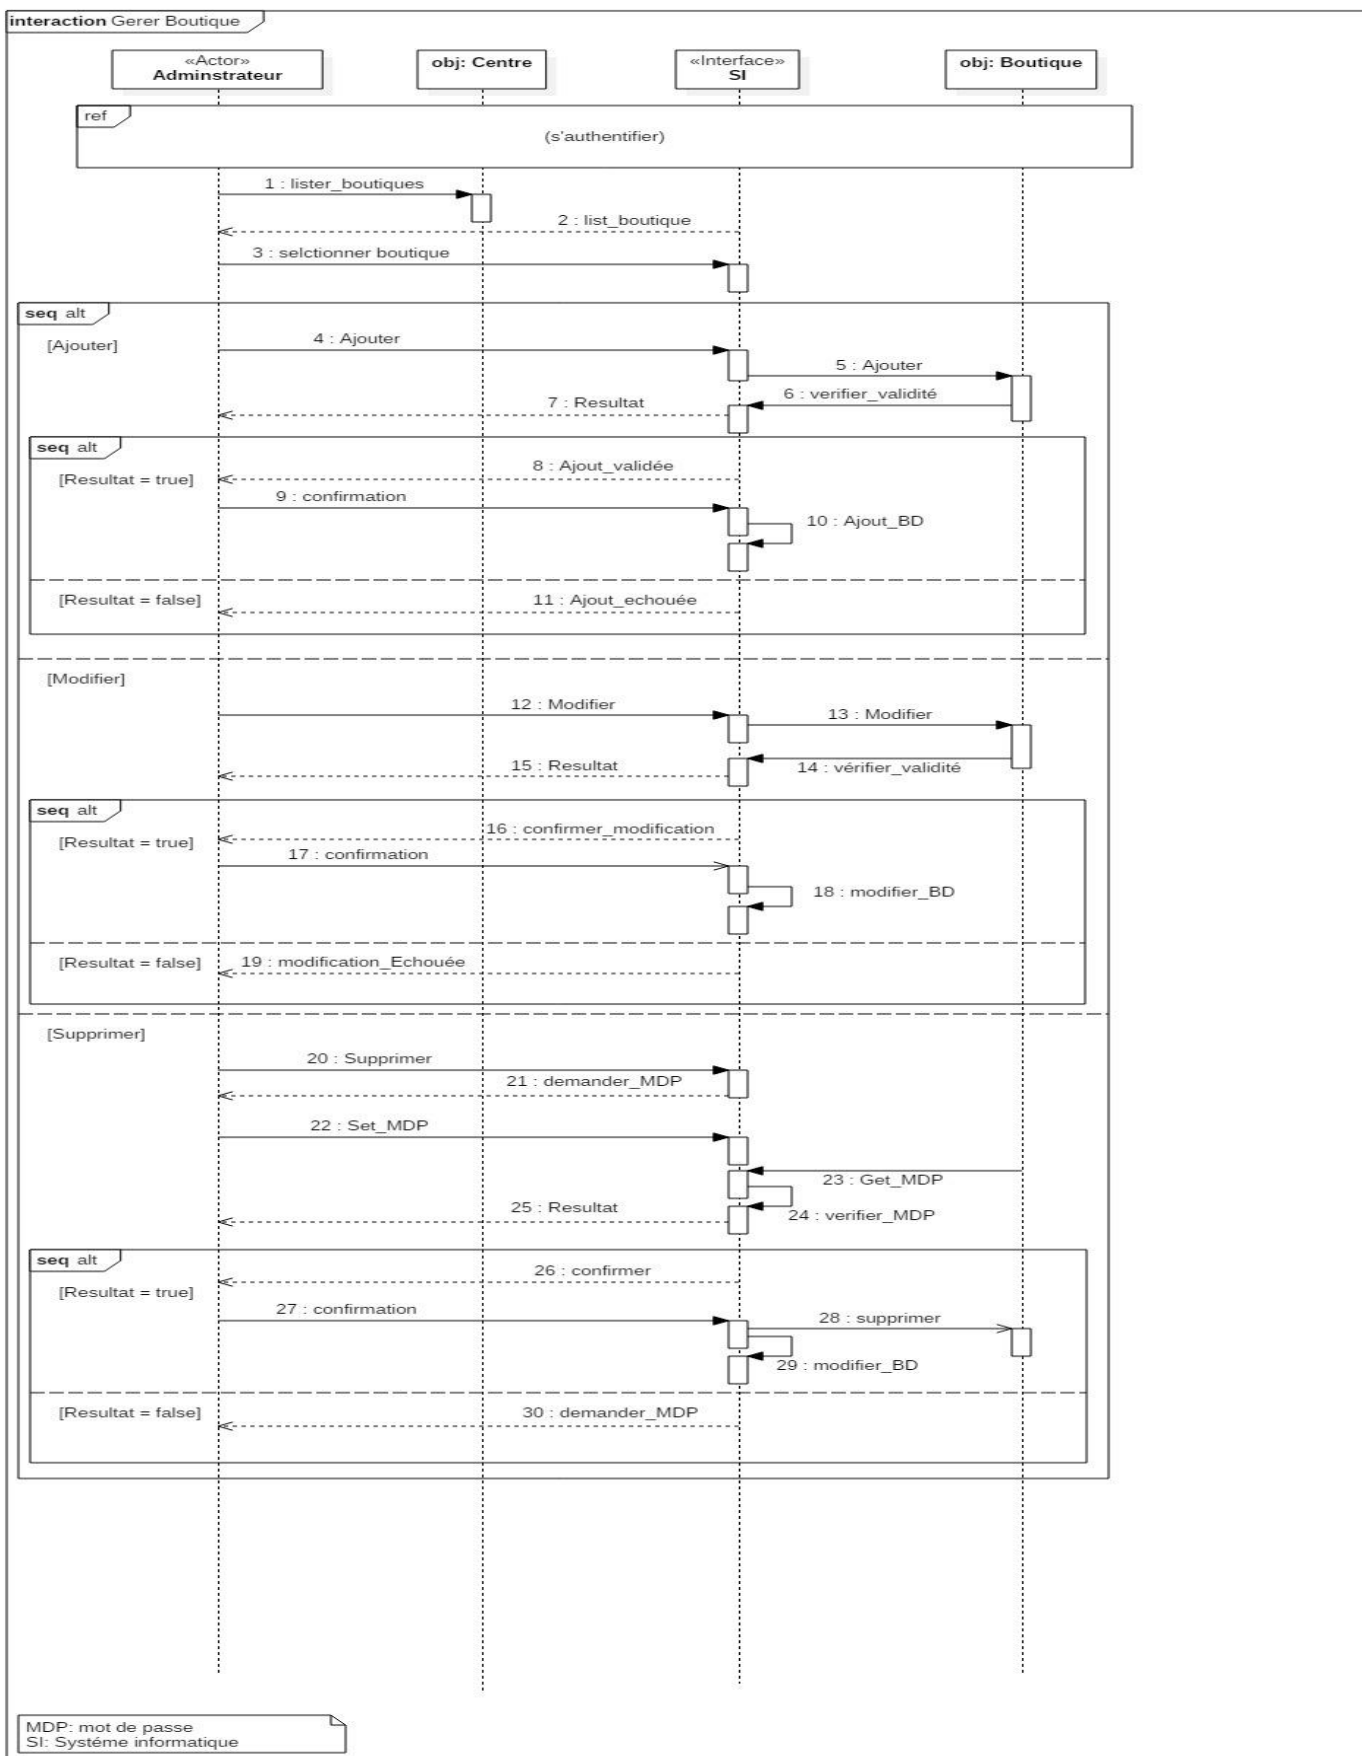 interaction Gerer Boutique
«Actor»
Adminstrateur
obj: Centre
«Interface»
SI
obj: Boutique
ref
(s'authentifier)
1 : lister_boutiques
2 : list_boutique
3 : selctionner boutique
seq alt
[Ajouter]
4 : Ajouter
5 : Ajouter
6 : verifier_validité
7 : Resultat
seq alt
[Resultat = true]
8 : Ajout_validée
9 : confirmation
10 : Ajout_BD
[Resultat = false]
11 : Ajout_echouée
[Modifier]
12 : Modifier
13 : Modifier
14 : vérifier_validité
15 : Resultat
seq alt
[Resultat = true]
16 : confirmer_modification
17 : confirmation
18 : modifier_BD
[Resultat = false]
19 : modification_Echouée
[Supprimer]
20 : Supprimer
21 : demander_MDP
22 : Set_MDP
23 : Get_MDP
24 : verifier_MDP
25 : Resultat
seq alt
[Resultat = true]
26 : confirmer
27 : confirmation
28 : supprimer
29 : modifier_BD
[Resultat = false]
30 : demander_MDP
MDP: mot de passe
SI: Systéme informatique